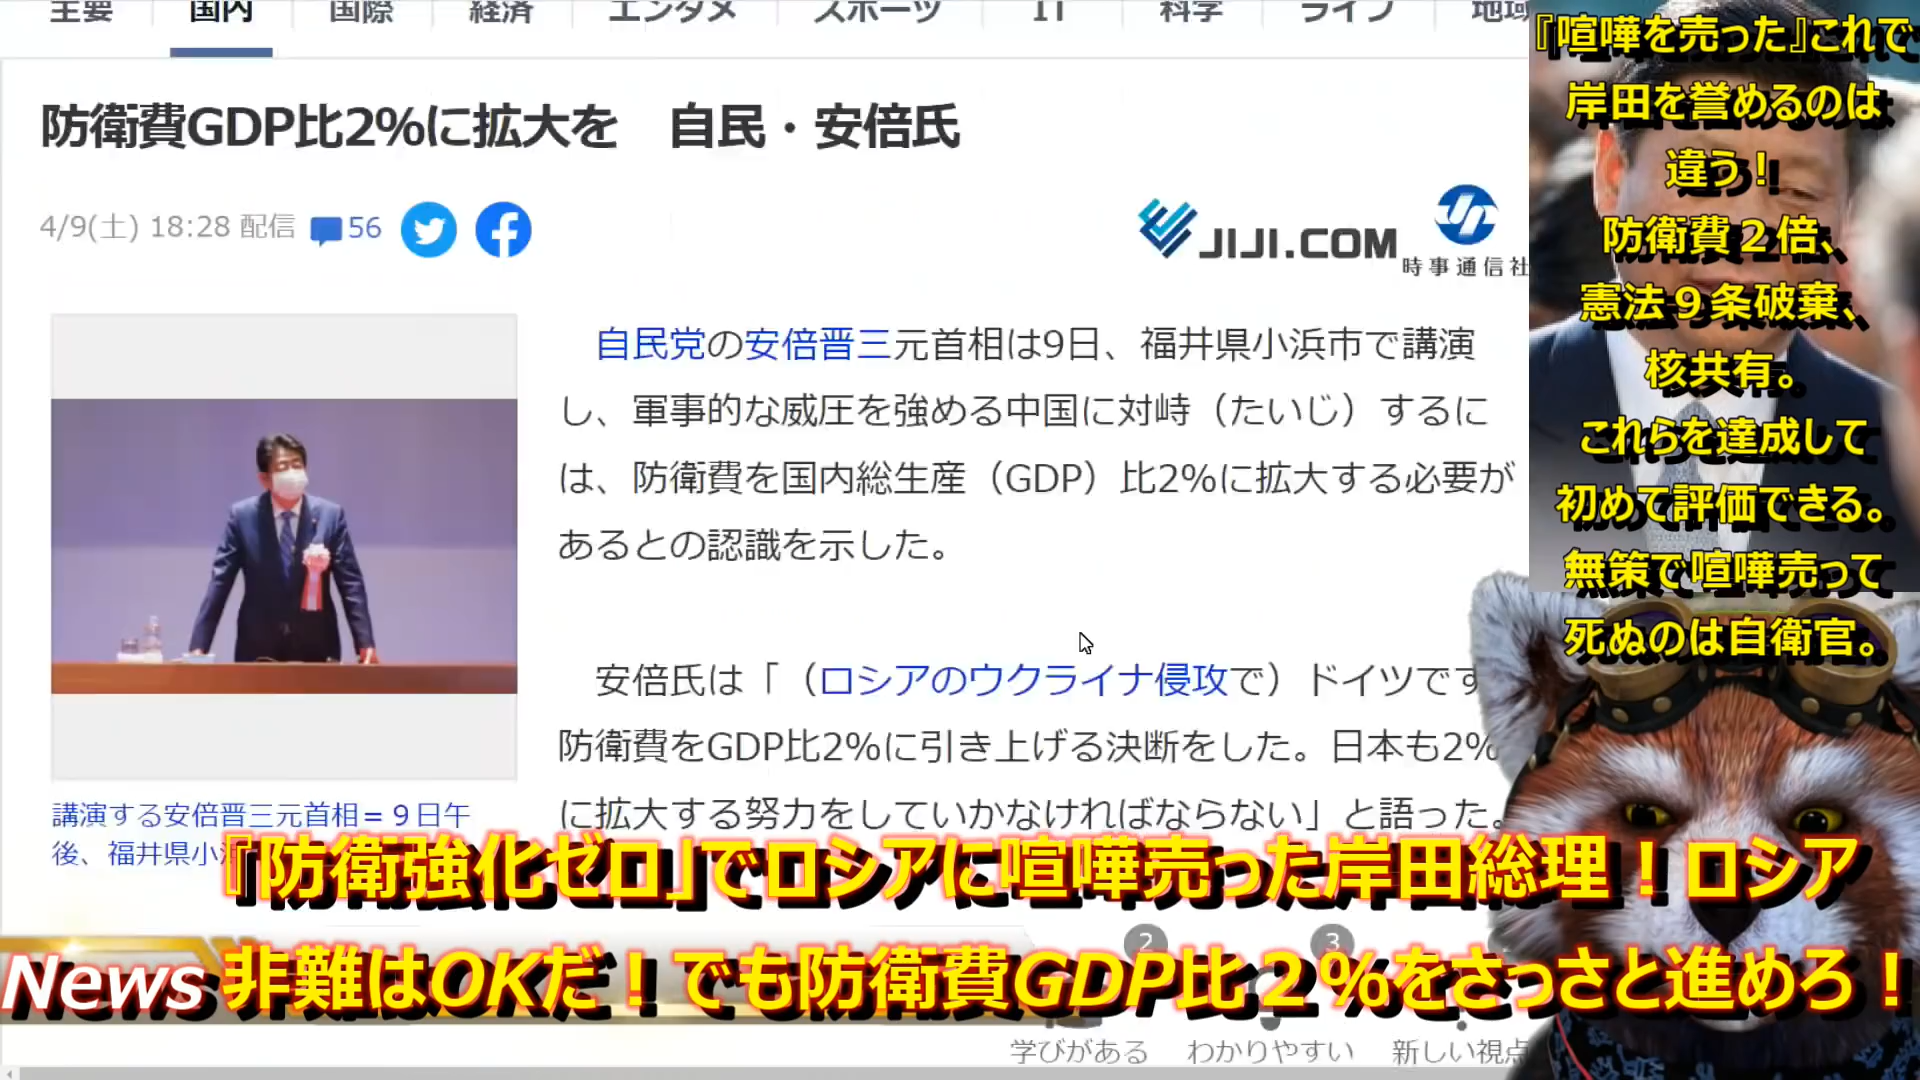 主要 国内 国際 経済 エンタメ スポーツ IT 科学 ライフ 地域
防衛費GDP比2%に拡大を 自民・安倍氏
4/9(土) 18:28 配信 56
JIJI.COM
時事通信社
自民党の安倍晋三元首相は9日、福井県小浜市で講演
し、軍事的な威圧を強める中国に対峙（たいじ）するに
は、防衛費を国内総生産（GDP）比2%に拡大する必要が
あるとの認識を示した。
安倍氏は「（ロシアのウクライナ侵攻で）ドイツです
防衛費をGDP比2%に引き上げる決断をした。日本も2%
に拡大する努力をしていかなければならない」と語った。
講演する安倍晋三元首相＝９日午
後、福井県小
『喧嘩を売った』これで
岸田を誉めるのは
違う！
防衛費２倍、
憲法９条破棄、
核共有。
これらを達成して
初めて評価できる。
無策で喧嘩売って
死ぬのは自衛官。
『防衛強化ゼロ」でロシアに喧嘩売った岸田総理！ロシア
News 非難はOKだ！でも防衛費GDP比２％をさっさと進めろ！
2 3
学びがある わかりやすい 新しい視点